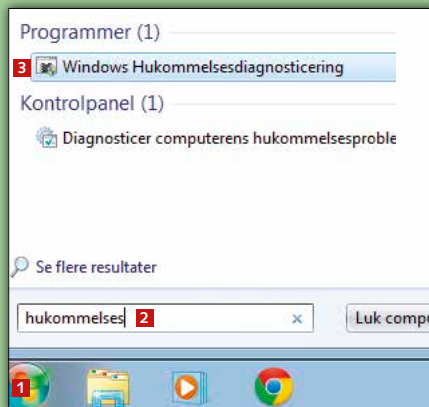 Programmer (1)
3 Windows Hukommelsesdiagnosticering
Kontrolpanel (1)
Diagnosticer computerens hukommelsesproble
Se flere resultater
hukommelses 2 × Luk compu
1